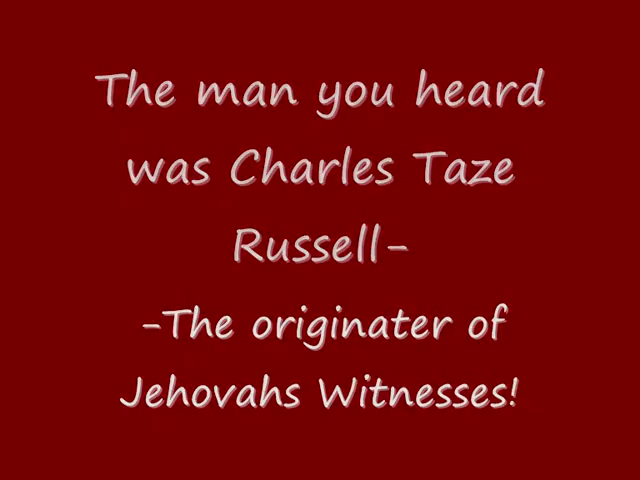 The man you heard
was Charles Taze
Russell-
-The originater of
Jehovahs Witnesses!